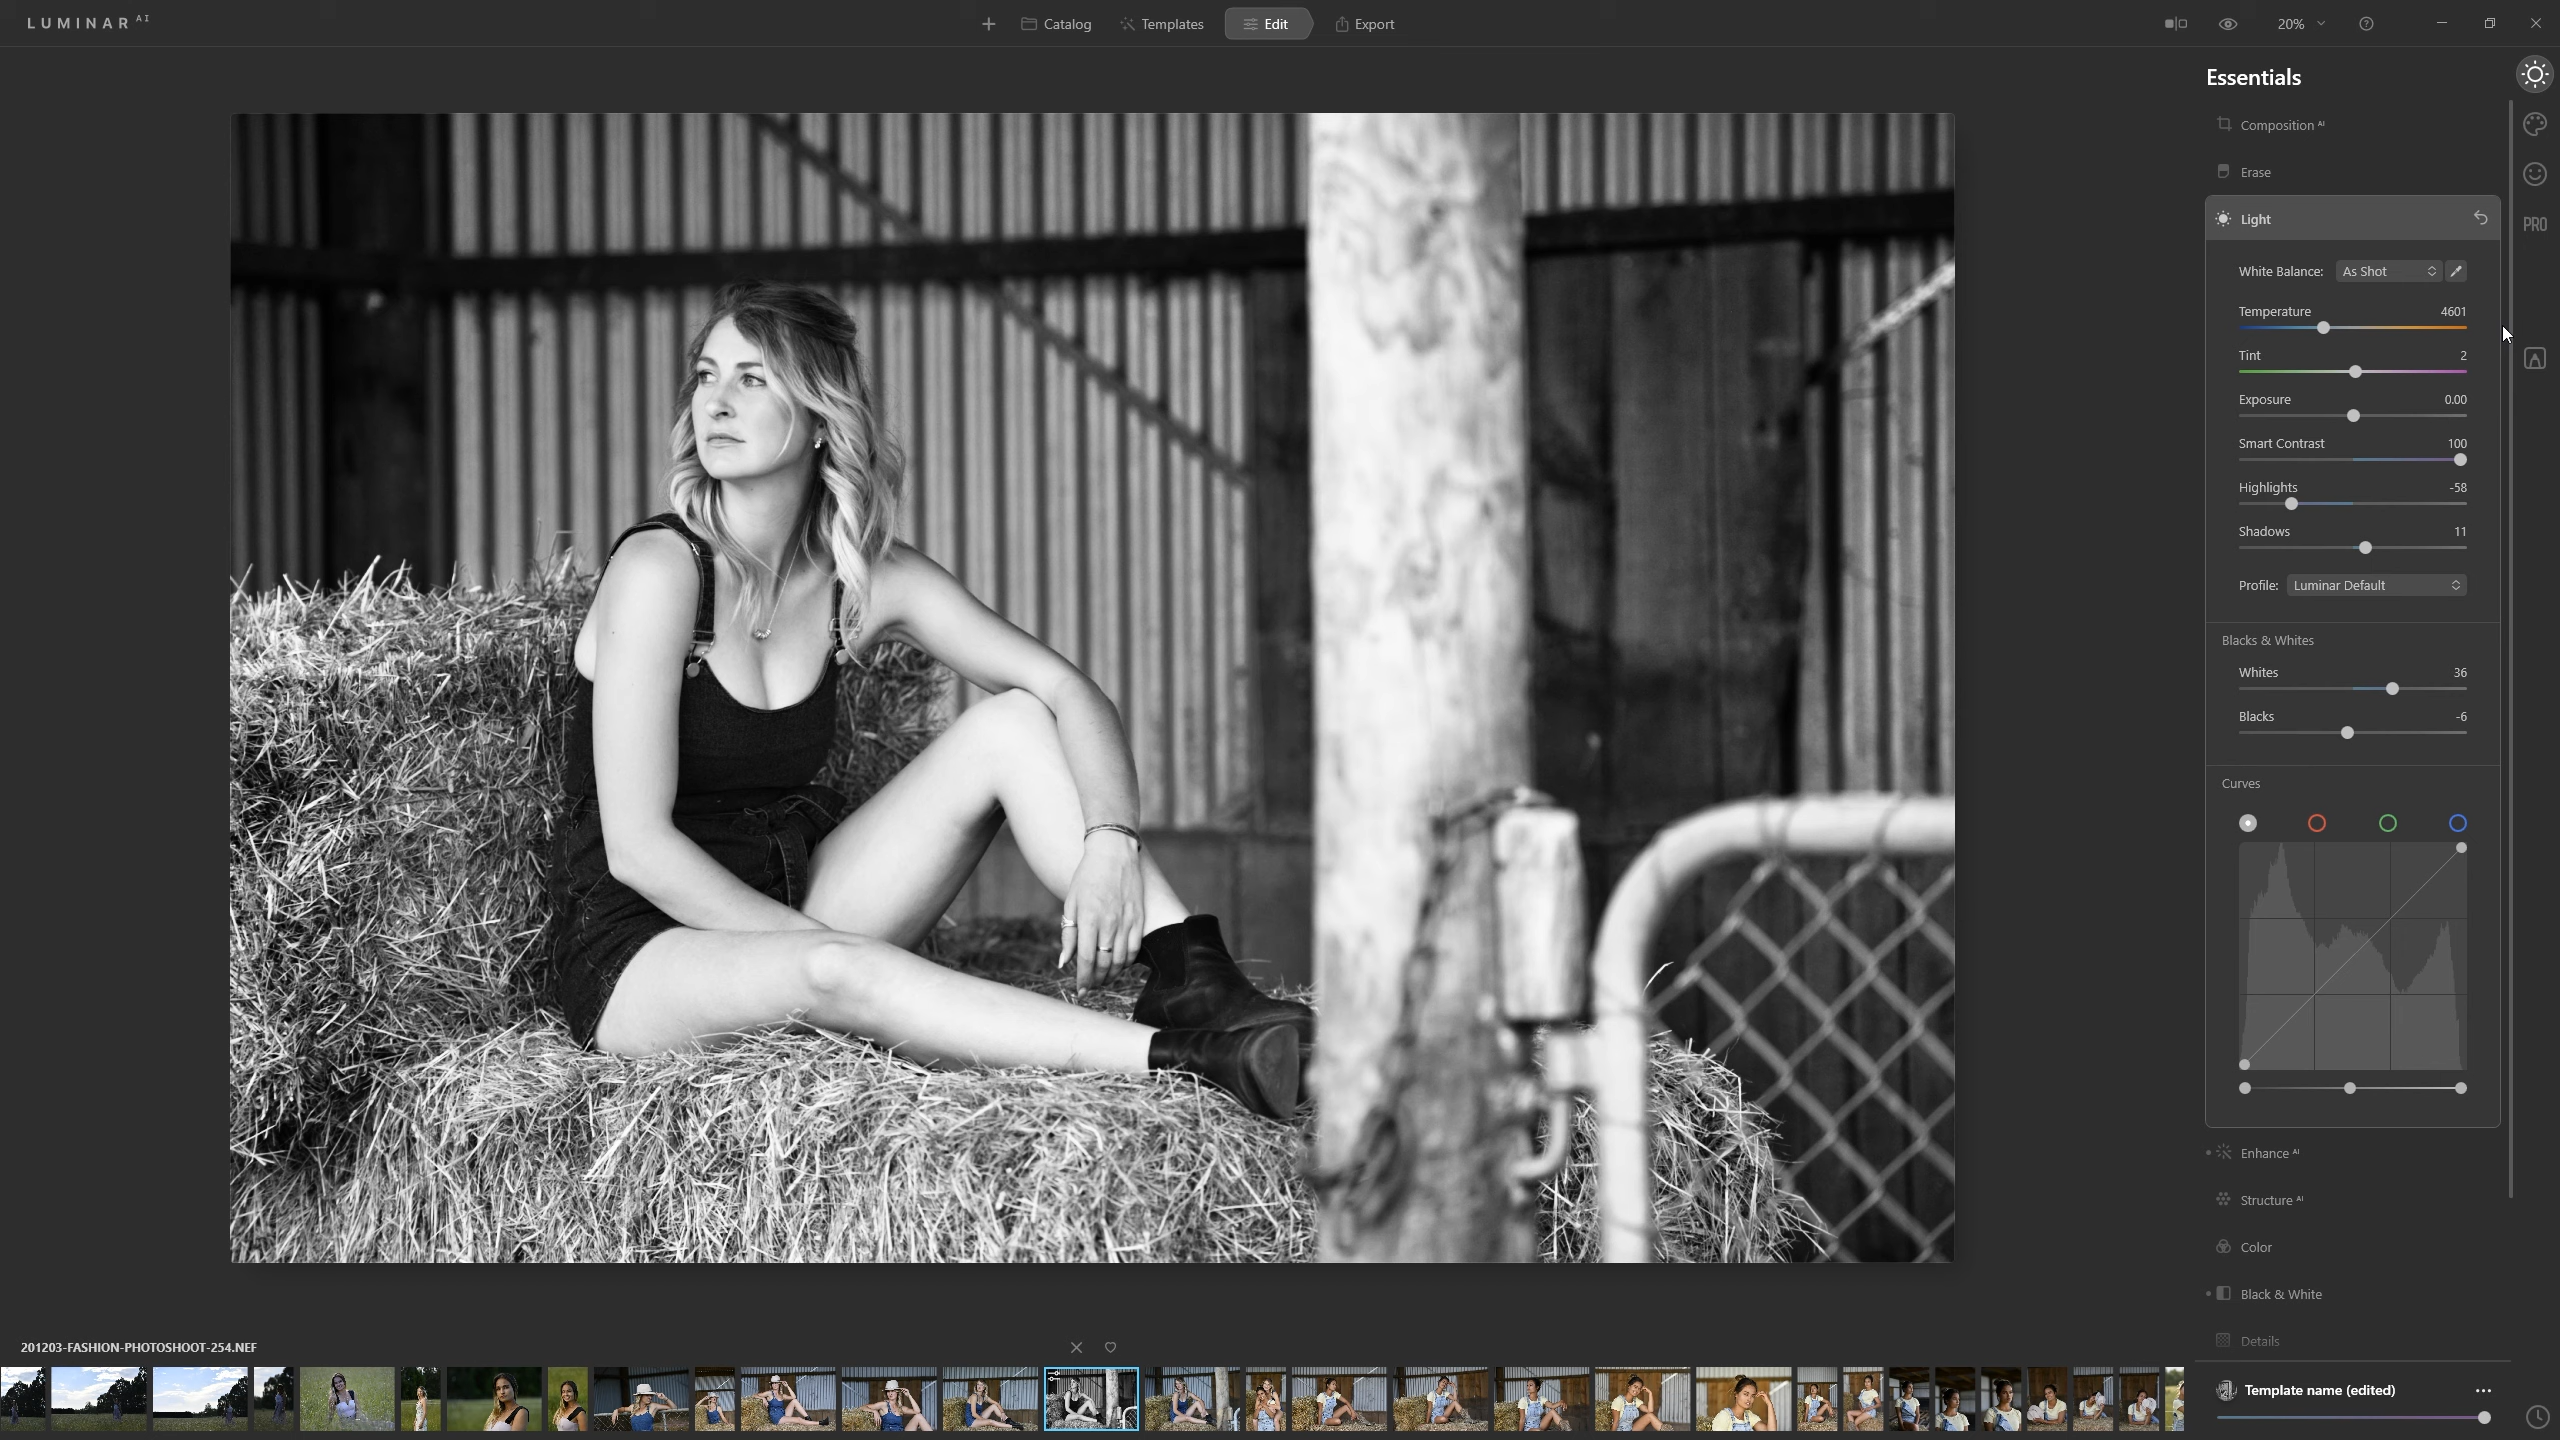 LUMINAR AI
Catalog
Templates
Edit
Export
20%
Essentials
Composition AI
Erase
Light
White Balance: As Shot
Temperature 4601
Tint 2
Exposure 0.00
Smart Contrast 100
Highlights -58
Shadows 11
Profile: Luminar Default
Blacks & Whites
Whites 36
Blacks -6
Curves
Enhance AI
Structure AI
Color
Black & White
Details
PRO
201203-FASHION-PHOTOSHOOT-254.NEF
Template name (edited)